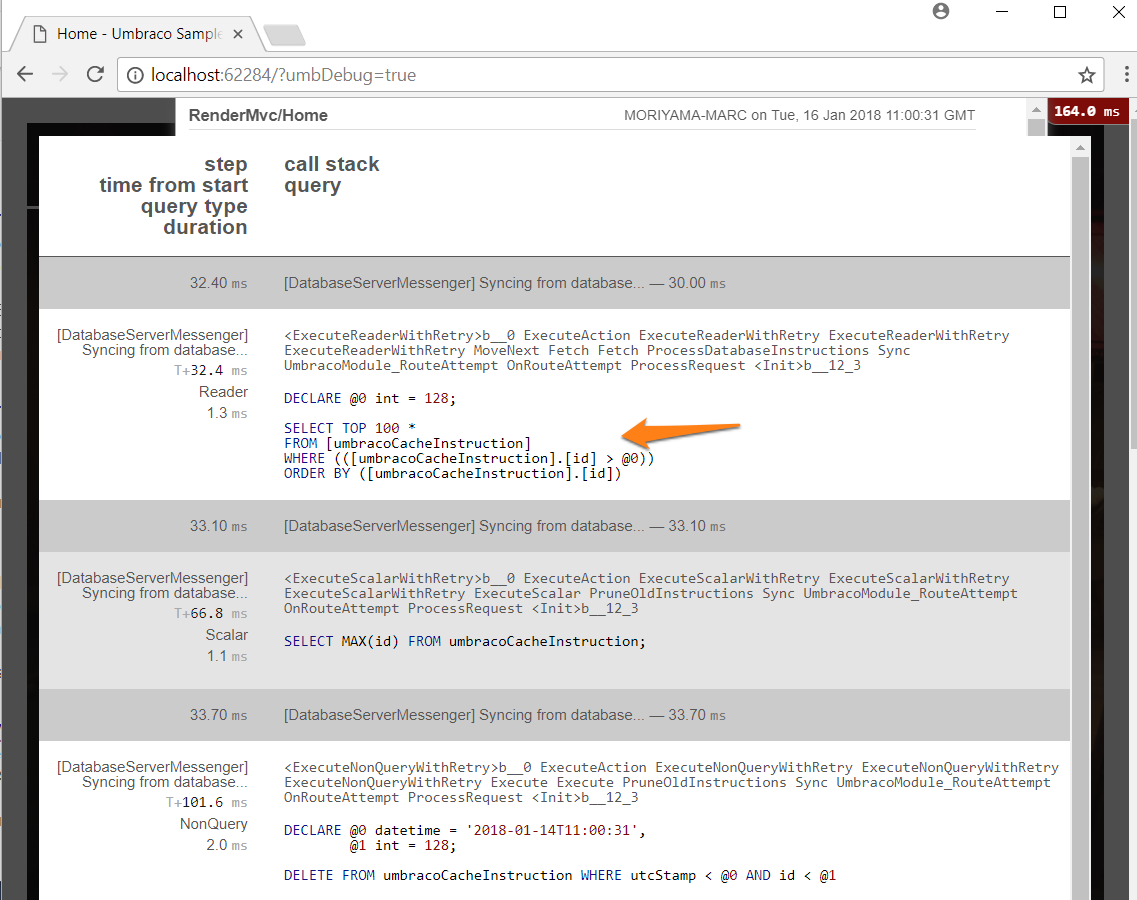 Home - Umbraco Sample
localhost:62284/?umbDebug=true
RenderMvc/Home MORIYAMA-MARC on Tue, 16 Jan 2018 11:00:31 GMT
164.0 ms
step call stack
time from start query
query type
duration
32.40 ms [DatabaseServerMessenger] Syncing from database... — 30.00 ms
[DatabaseServerMessenger]
Syncing from database...
T+32.4 ms
Reader
1.3 ms
<ExecuteReaderWithRetry>b__0 ExecuteAction ExecuteReaderWithRetry ExecuteReaderWithRetry
ExecuteReaderWithRetry MoveNext Fetch Fetch ProcessDatabaseInstructions Sync
UmbracoModule_RouteAttempt OnRouteAttempt ProcessRequest <Init>b__12_3
DECLARE @0 int = 128;
SELECT TOP 100 *
FROM [umbracoCacheInstruction]
WHERE (([umbracoCacheInstruction].[id] > @0))
ORDER BY ([umbracoCacheInstruction].[id])
33.10 ms [DatabaseServerMessenger] Syncing from database... — 33.10 ms
[DatabaseServerMessenger]
Syncing from database...
T+66.8 ms
Scalar
1.1 ms
<ExecuteScalarWithRetry>b__0 ExecuteAction ExecuteScalarWithRetry ExecuteScalarWithRetry
ExecuteScalarWithRetry ExecuteScalar PruneOldInstructions Sync UmbracoModule_RouteAttempt
OnRouteAttempt ProcessRequest <Init>b__12_3
SELECT MAX(id) FROM umbracoCacheInstruction;
33.70 ms [DatabaseServerMessenger] Syncing from database... — 33.70 ms
[DatabaseServerMessenger]
Syncing from database...
T+101.6 ms
NonQuery
2.0 ms
<ExecuteNonQueryWithRetry>b__0 ExecuteAction ExecuteNonQueryWithRetry ExecuteNonQueryWithRetry
ExecuteNonQueryWithRetry Execute Execute PruneOldInstructions Sync UmbracoModule_RouteAttempt
OnRouteAttempt ProcessRequest <Init>b__12_3
DECLARE @0 datetime = '2018-01-14T11:00:31',
@1 int = 128;
DELETE FROM umbracoCacheInstruction WHERE utcStamp < @0 AND id < @1